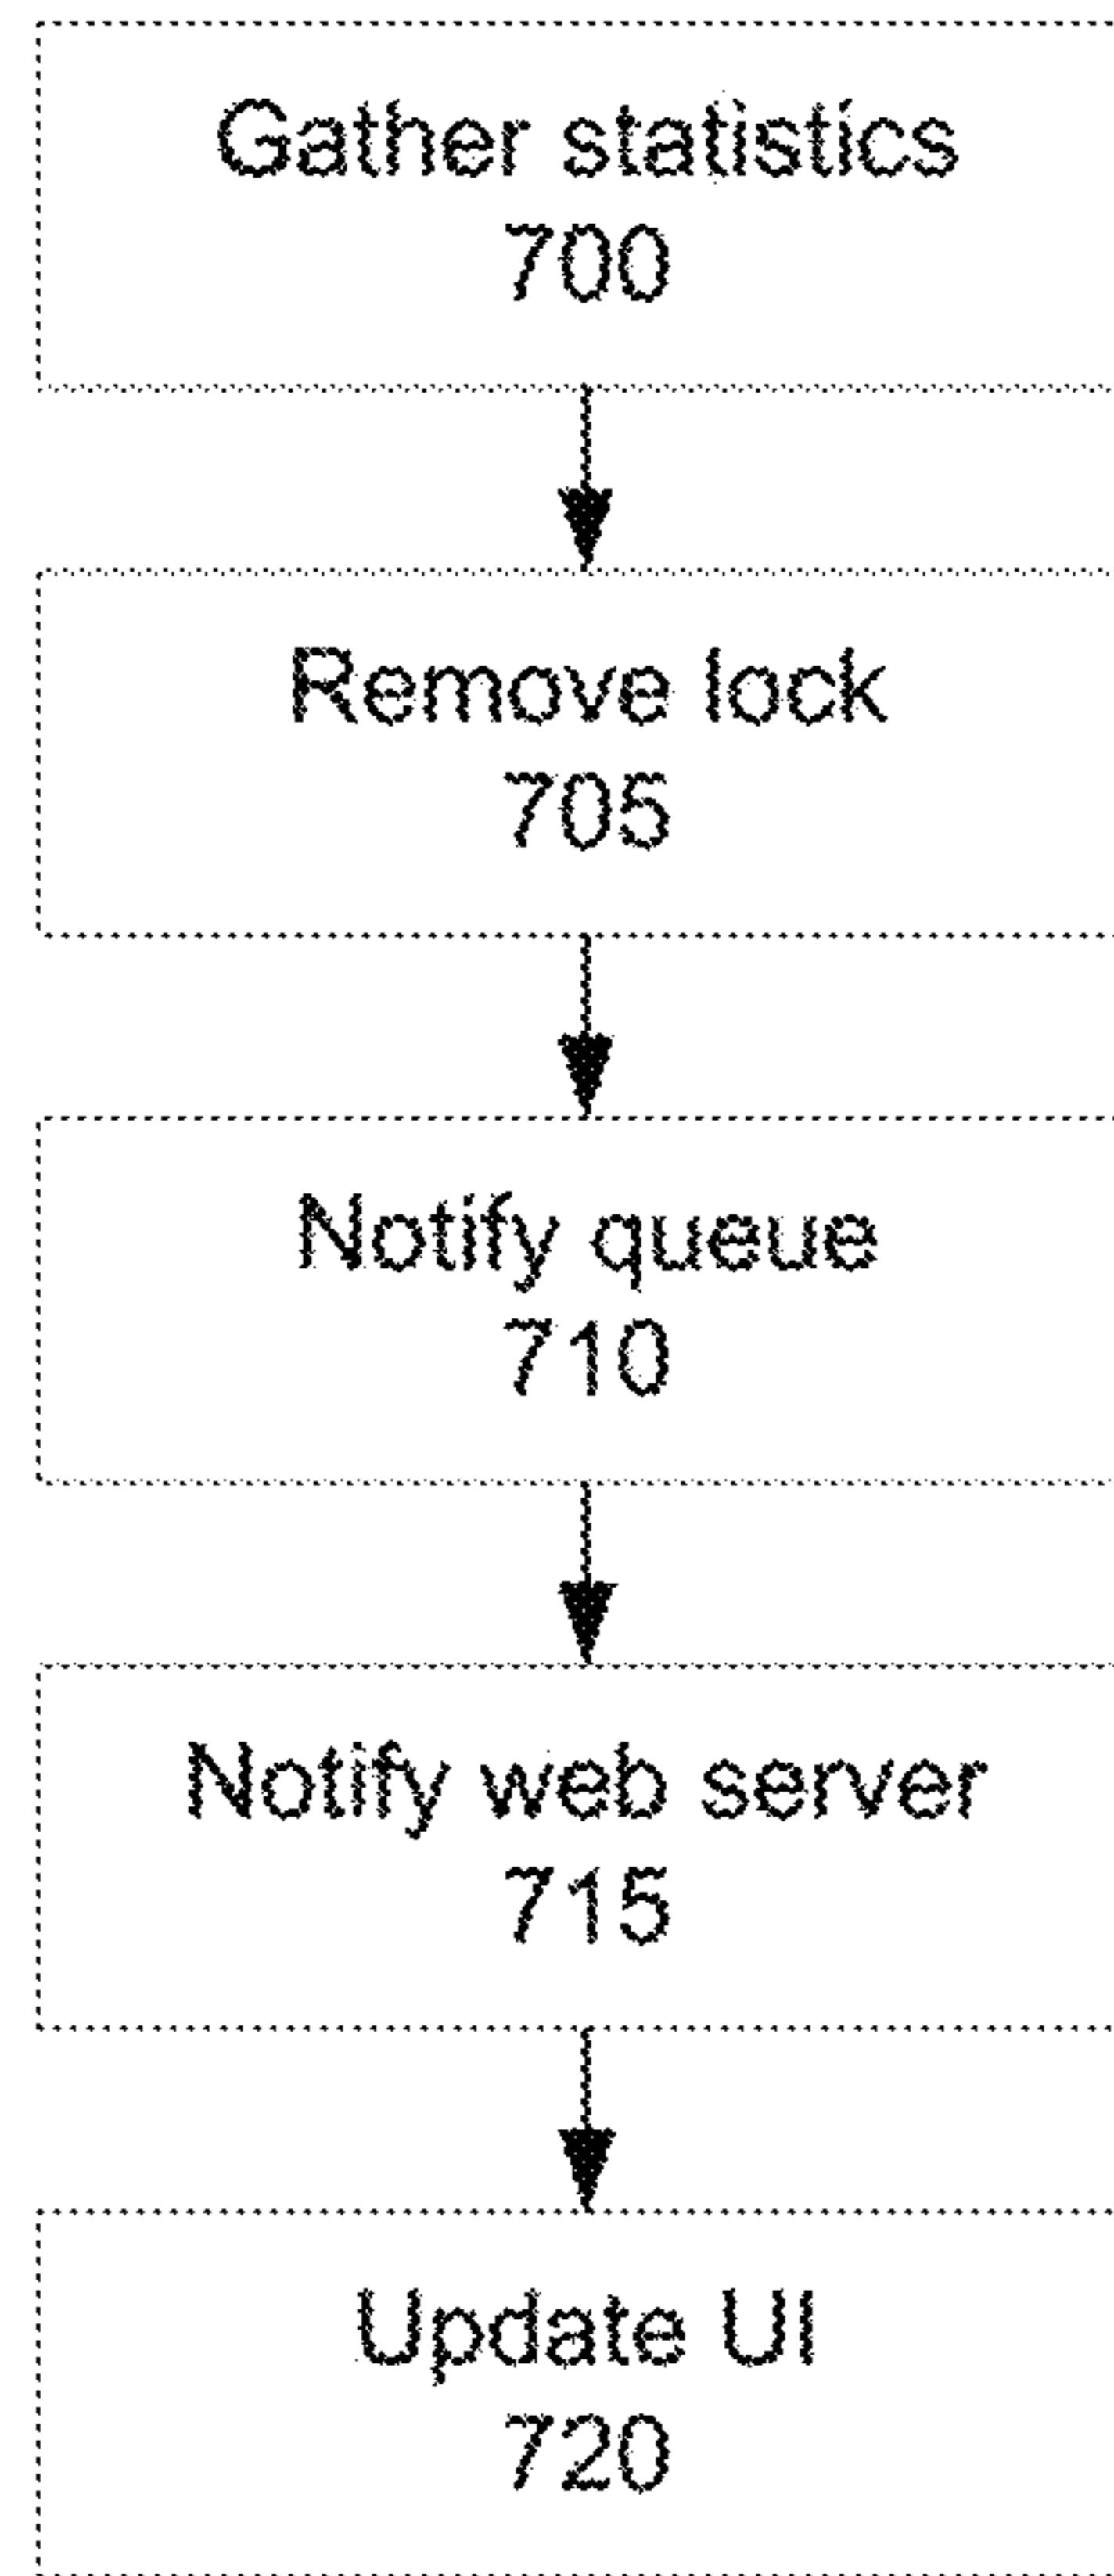 Gather statistics
700
Remove lock
705
Notify queue
710
Notify web server
715
Update UI
720